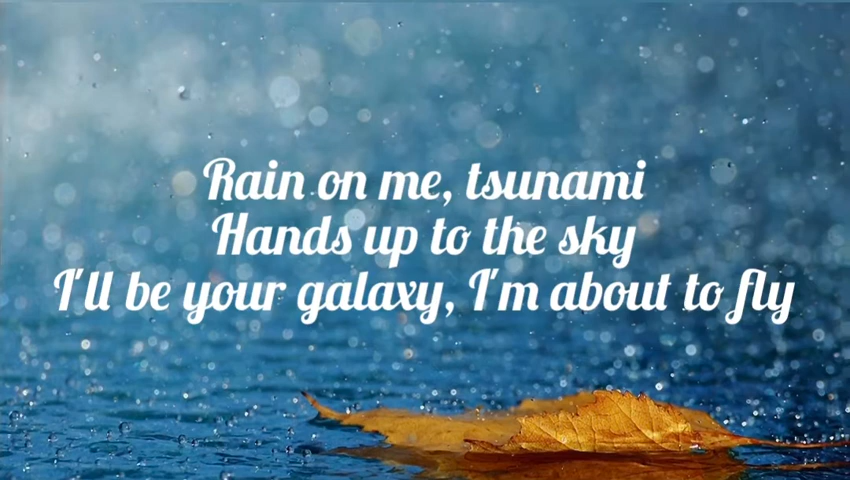 Rain on me, tsunami
Hands up to the sky
I'll be your galaxy, I'm about to fly